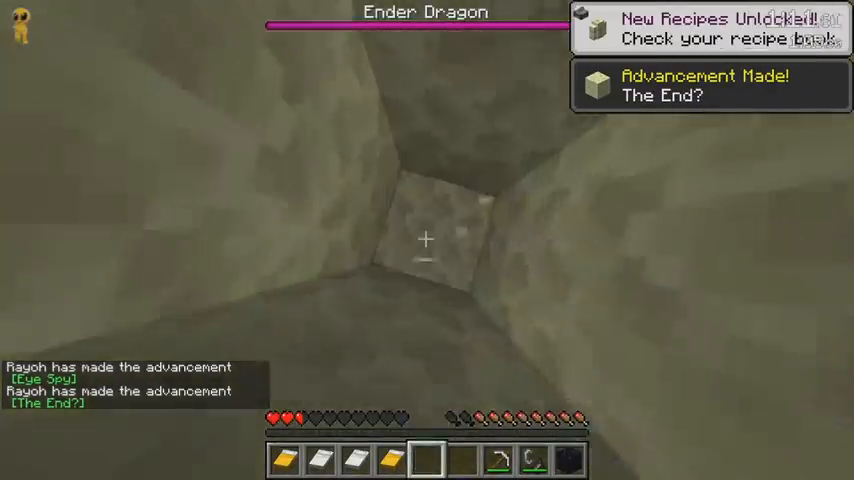 Ender Dragon
New Recipes Unlocked!
Check your recipe book
Advancement Made!
The End?
Rayoh has made the advancement
[Eye Spy]
Rayoh has made the advancement
[The End?]